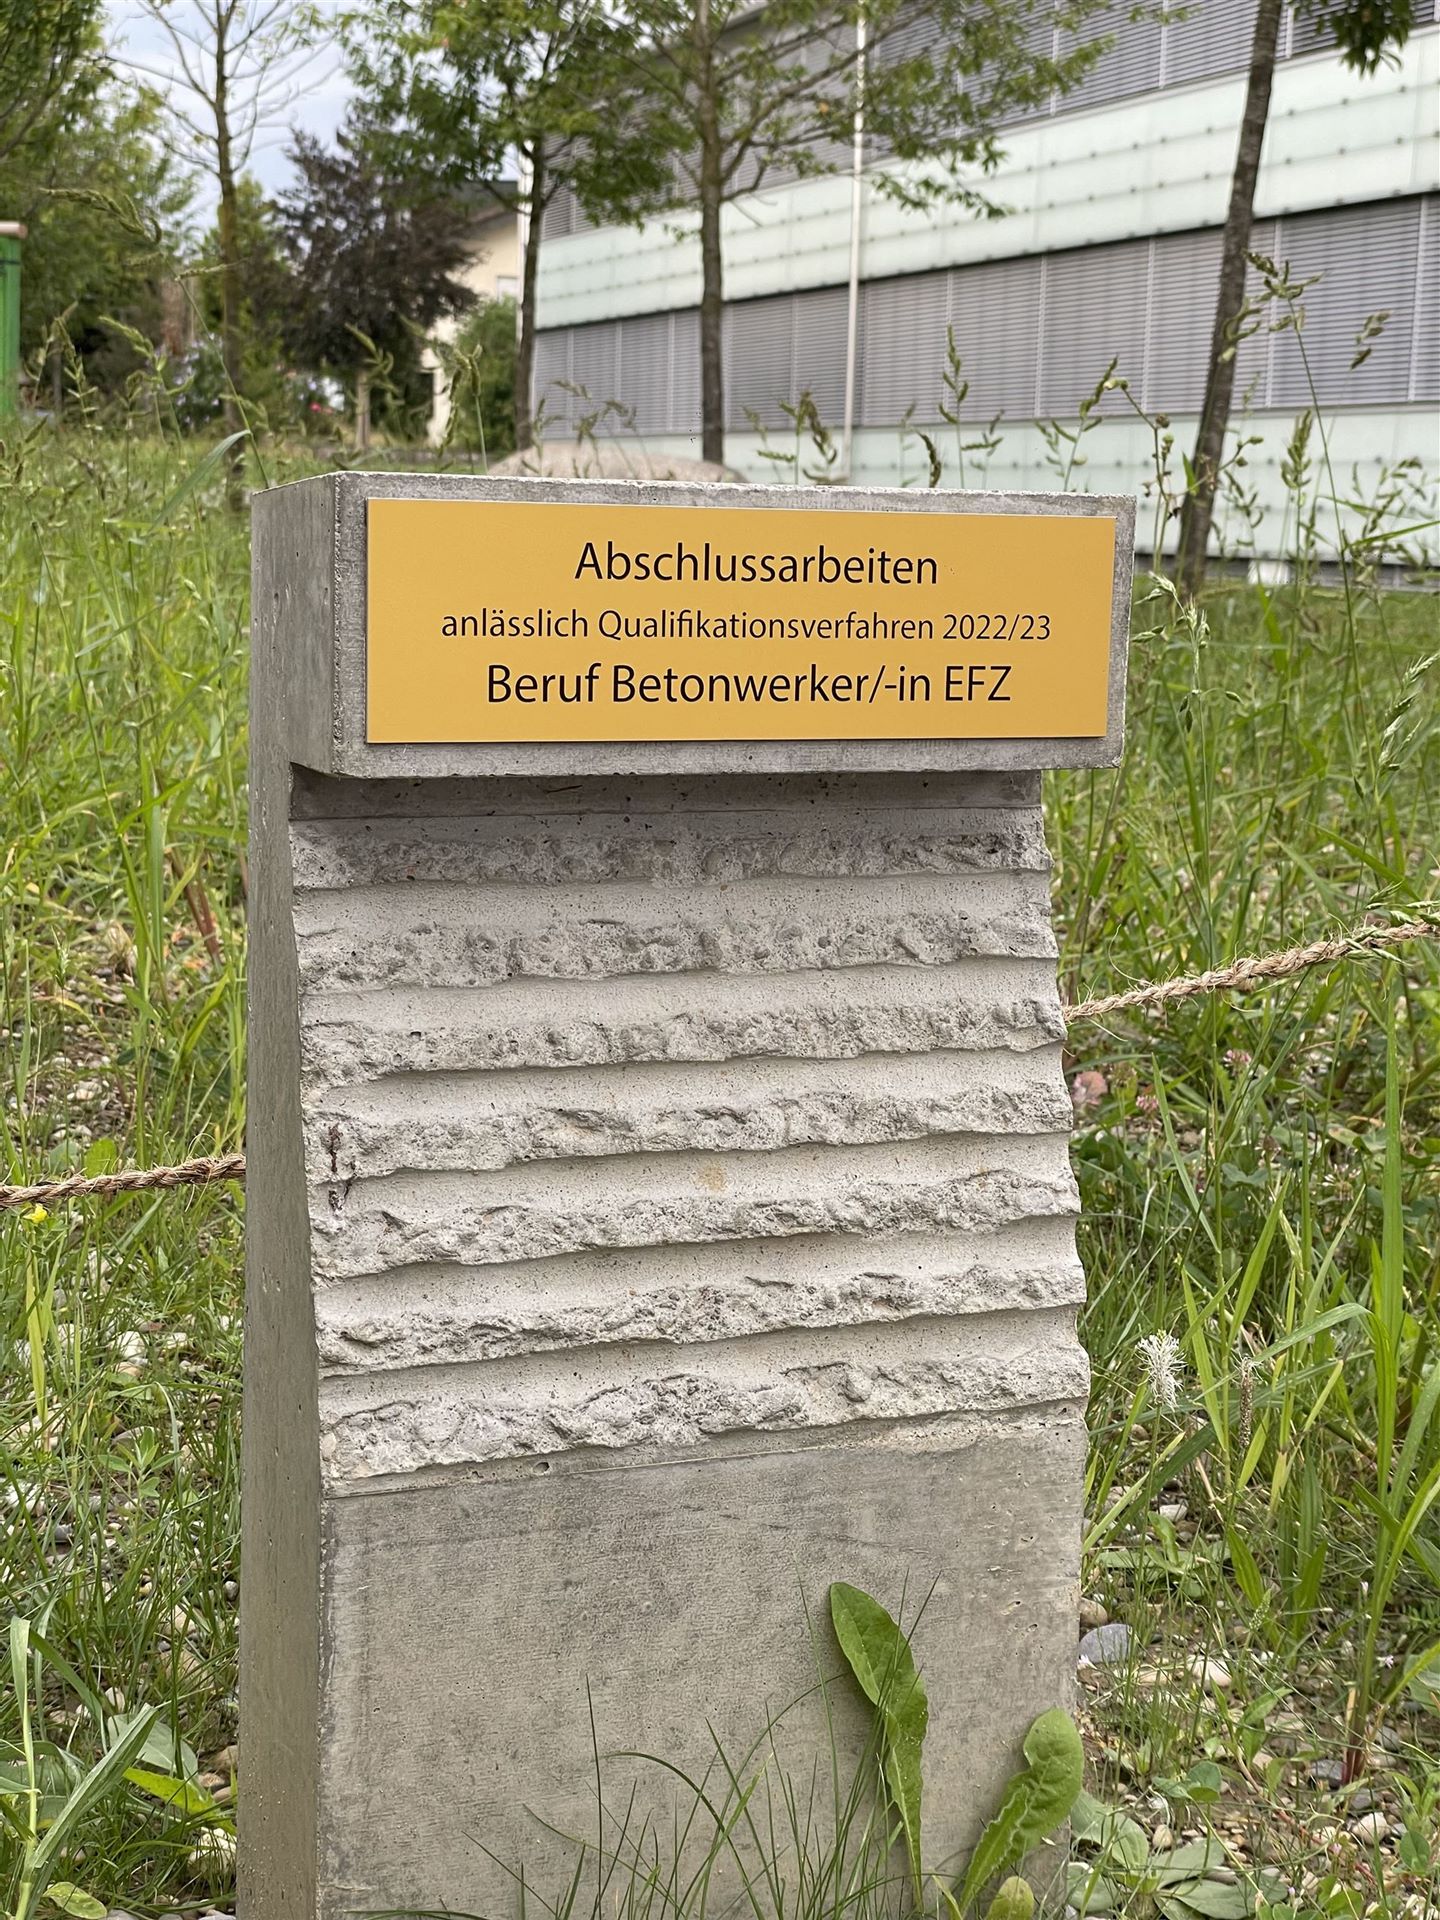 Abschlussarbeiten
anlässlich Qualifikationsverfahren 2022/23
Beruf Betonwerker/-in EFZ